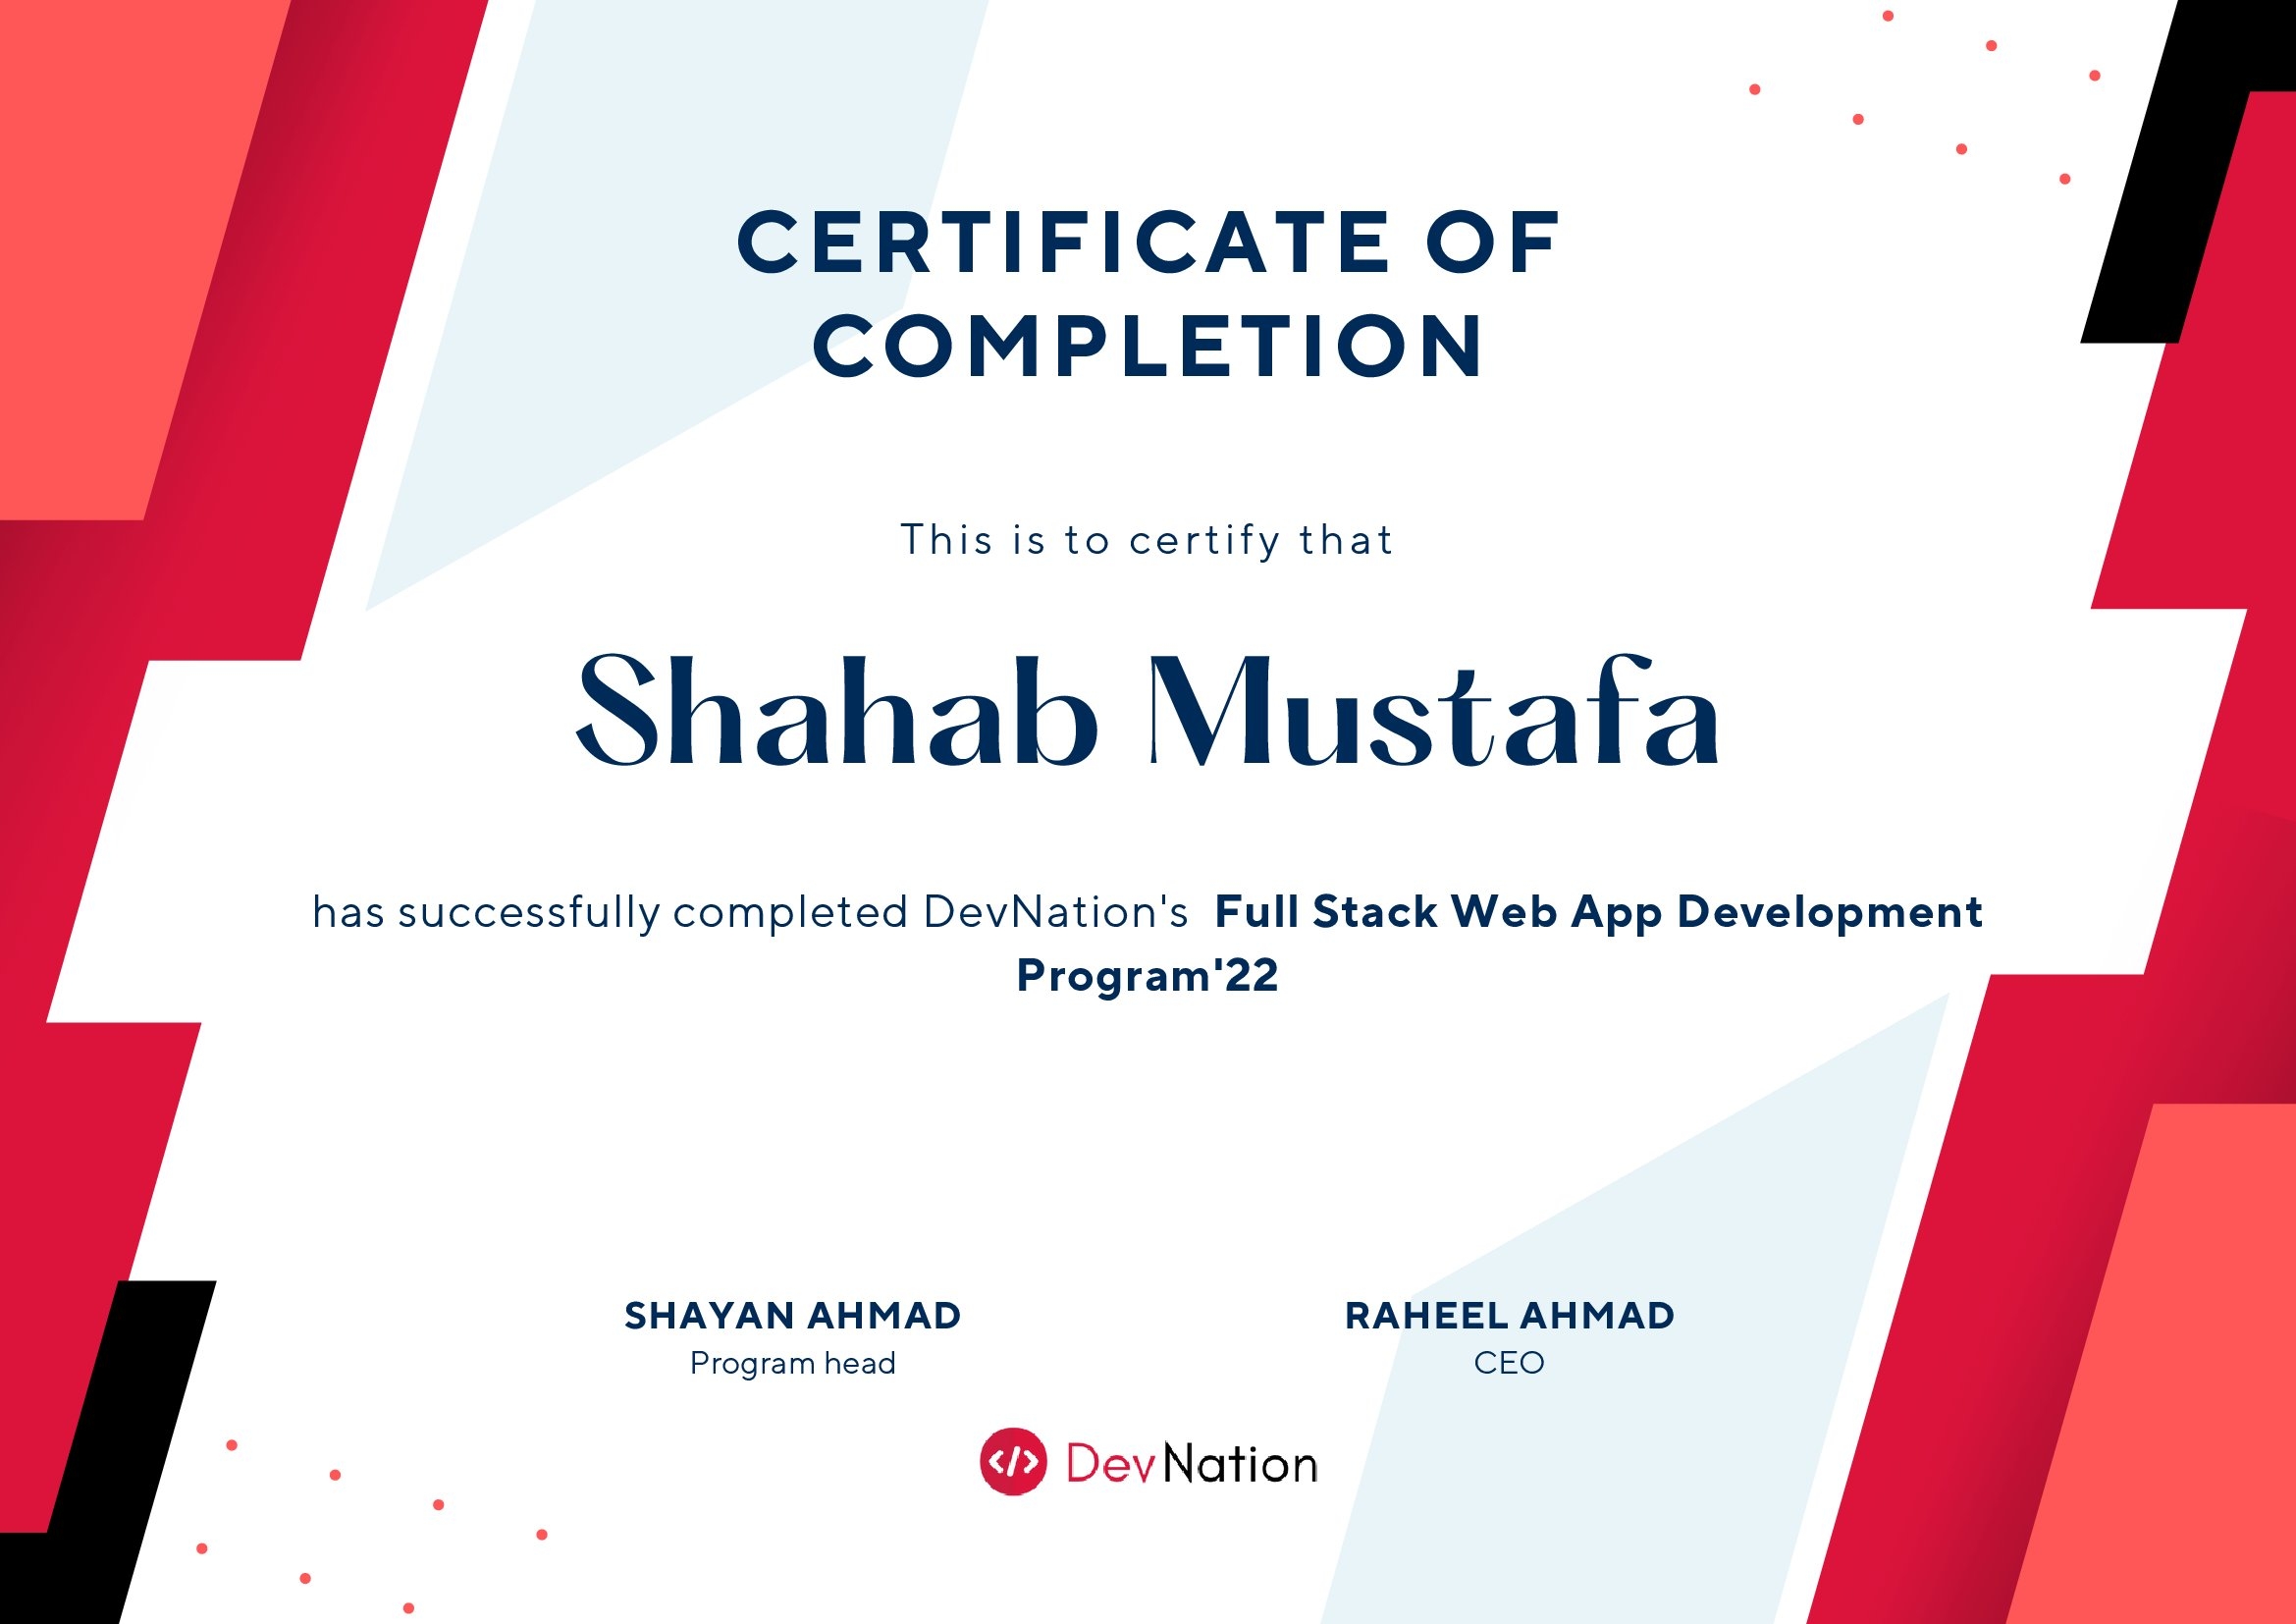 CERTIFICATE OF
COMPLETION
This is to certify that
Shahab Mustafa
has successfully completed DevNation's Full Stack Web App Development
Program'22
SHAYAN AHMAD
Program head
RAHEEL AHMAD
CEO
</> DevNation